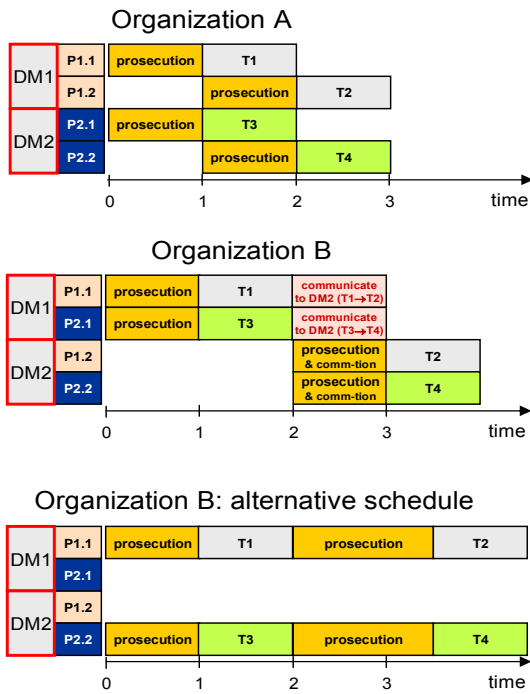 Organization A
DM1
P1.1
prosecution
T1
P1.2
prosecution
T2
DM2
P2.1
prosecution
T3
P2.2
prosecution
T4
0 1 2 3 time
Organization B
DM1
P1.1
prosecution
T1
communicate
to DM2 (T1→T2)
P2.1
prosecution
T3
communicate
to DM2 (T3→T4)
DM2
P1.2
prosecution
& comm-tion
T2
P2.2
prosecution
& comm-tion
T4
0 1 2 3 time
Organization B: alternative schedule
DM1
P1.1
prosecution
T1
prosecution
T2
P2.1
DM2
P1.2
P2.2
prosecution
T3
prosecution
T4
0 1 2 3 time